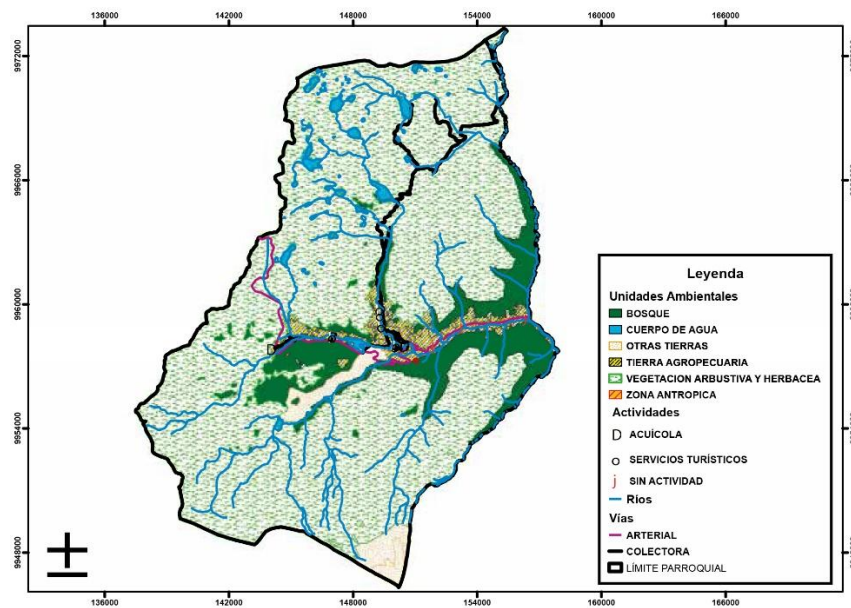 136000 142000 148000 154000 160000 166000
9972000
9966000
9960000
9954000
9948000
Leyenda
Unidades Ambientales
BOSQUE
CUERPO DE AGUA
OTRAS TIERRAS
TIERRA AGROPECUARIA
VEGETACION ARBUSTIVA Y HERBACEA
ZONA ANTROPICA
Actividades
D ACUÍCOLA
o SERVICIOS TURÍSTICOS
j SIN ACTIVIDAD
Rios
Vías
ARTERIAL
COLECTORA
LÍMITE PARROQUIAL
136000 142000 148000 154000 160000 166000